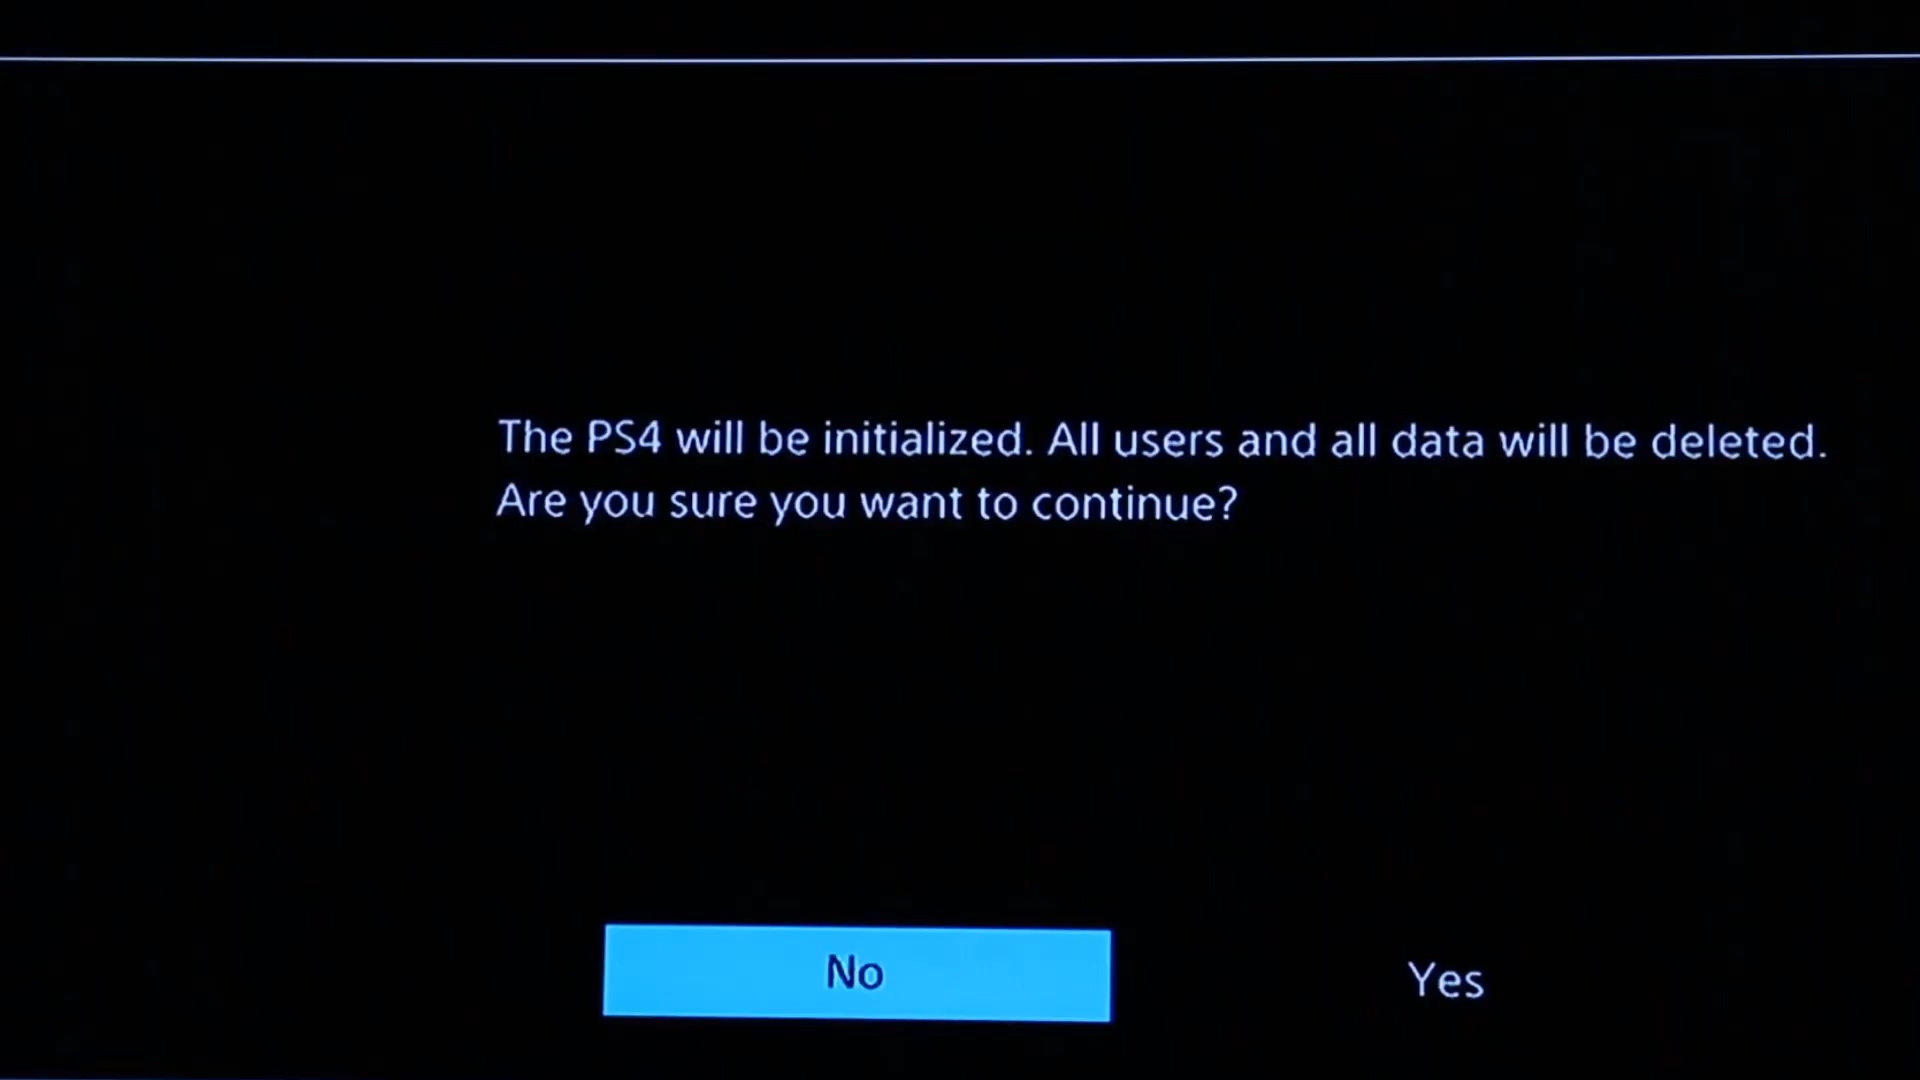 The PS4 will be initialized. All users and all data will be deleted.
Are you sure you want to continue?
No
Yes